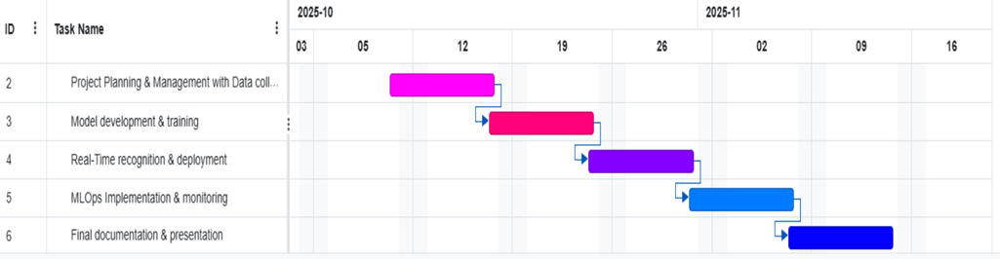 2025-10 2025-11
ID Task Name
03 05 12 19 26 02 09 16
2 Project Planning & Management with Data coll...
3 Model development & training
4 Real-Time recognition & deployment
5 MLOps Implementation & monitoring
6 Final documentation & presentation